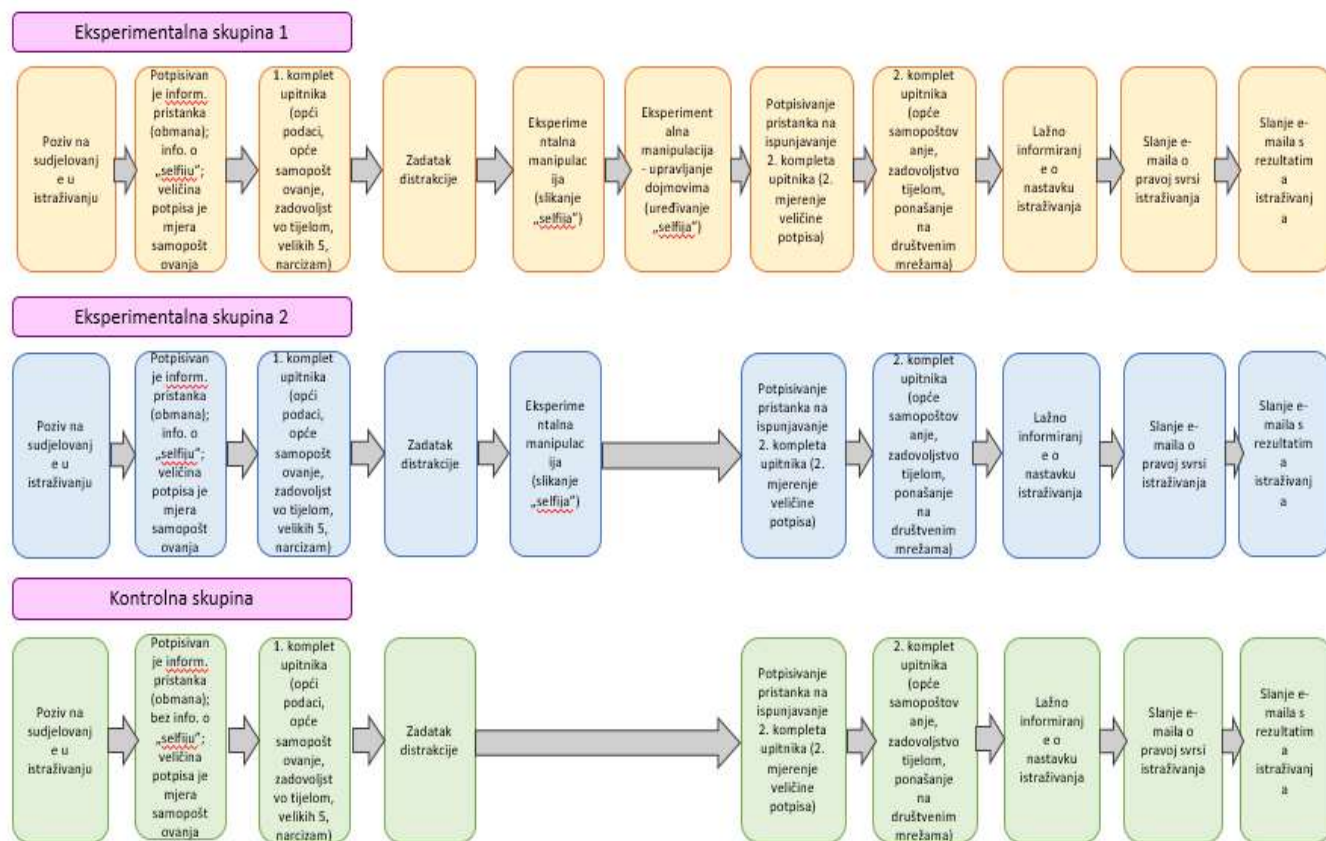 Eksperimentalna skupina 1
Poziv na
sudjelovanj
e u
istraživanju
Potpisivan
je inform.
pristanka
(obmana);
info. o
„selfiju“;
veličina
potpisa je
mjera
samopošt
ovanja
1. komplet
upitnika
(opći
podaci,
opće
samopošt
ovanje,
zadovoljst
vo tijelom,
velikih 5,
narcizam)
Zadatak
distrakcije
Eksperime
ntalna
manipulac
ija
(slikanje
„selfija“)
Eksperiment
alna
manipulacija
- upravljanje
dojmovima
(uređivanje
„selfija“)
Potpisivanje
pristanka na
ispunjavanje
2. kompleta
upitnika (2.
mjerenje
veličine
potpisa)
2. komplet
upitnika
(opće
samopoštov
anje,
zadovoljstvo
tijelom,
ponašanje
na
društvenim
mrežama)
Lažno
informiranj
e o
nastavku
istraživanja
Slanje e-
maila o
pravoj svrsi
istraživanja
Slanje e-
maila s
rezultatim
a
istraživanj
a
Eksperimentalna skupina 2
Poziv na
sudjelovanj
e u
istraživanju
Potpisivan
je inform.
pristanka
(obmana);
info. o
„selfiju“;
veličina
potpisa je
mjera
samopošt
ovanja
1. komplet
upitnika
(opći
podaci,
opće
samopošt
ovanje,
zadovoljst
vo tijelom,
velikih 5,
narcizam)
Zadatak
distrakcije
Eksperime
ntalna
manipulac
ija
(slikanje
„selfija“)
Potpisivanje
pristanka na
ispunjavanje
2. kompleta
upitnika (2.
mjerenje
veličine
potpisa)
2. komplet
upitnika
(opće
samopoštov
anje,
zadovoljstvo
tijelom,
ponašanje
na
društvenim
mrežama)
Lažno
informiranj
e o
nastavku
istraživanja
Slanje e-
maila o
pravoj svrsi
istraživanja
Slanje e-
maila s
rezultatim
a
istraživanj
a
Kontrolna skupina
Poziv na
sudjelovanj
e u
istraživanju
Potpisivan
je inform.
pristanka
(obmana);
bez info. o
„selfiju“;
veličina
potpisa je
mjera
samopošt
ovanja
1. komplet
upitnika
(opći
podaci,
opće
samopošt
ovanje,
zadovoljst
vo tijelom,
velikih 5,
narcizam)
Zadatak
distrakcije
Potpisivanje
pristanka na
ispunjavanje
2. kompleta
upitnika (2.
mjerenje
veličine
potpisa)
2. komplet
upitnika
(opće
samopoštov
anje,
zadovoljstvo
tijelom,
ponašanje
na
društvenim
mrežama)
Lažno
informiranj
e o
nastavku
istraživanja
Slanje e-
maila o
pravoj svrsi
istraživanja
Slanje e-
maila s
rezultatim
a
istraživanj
a